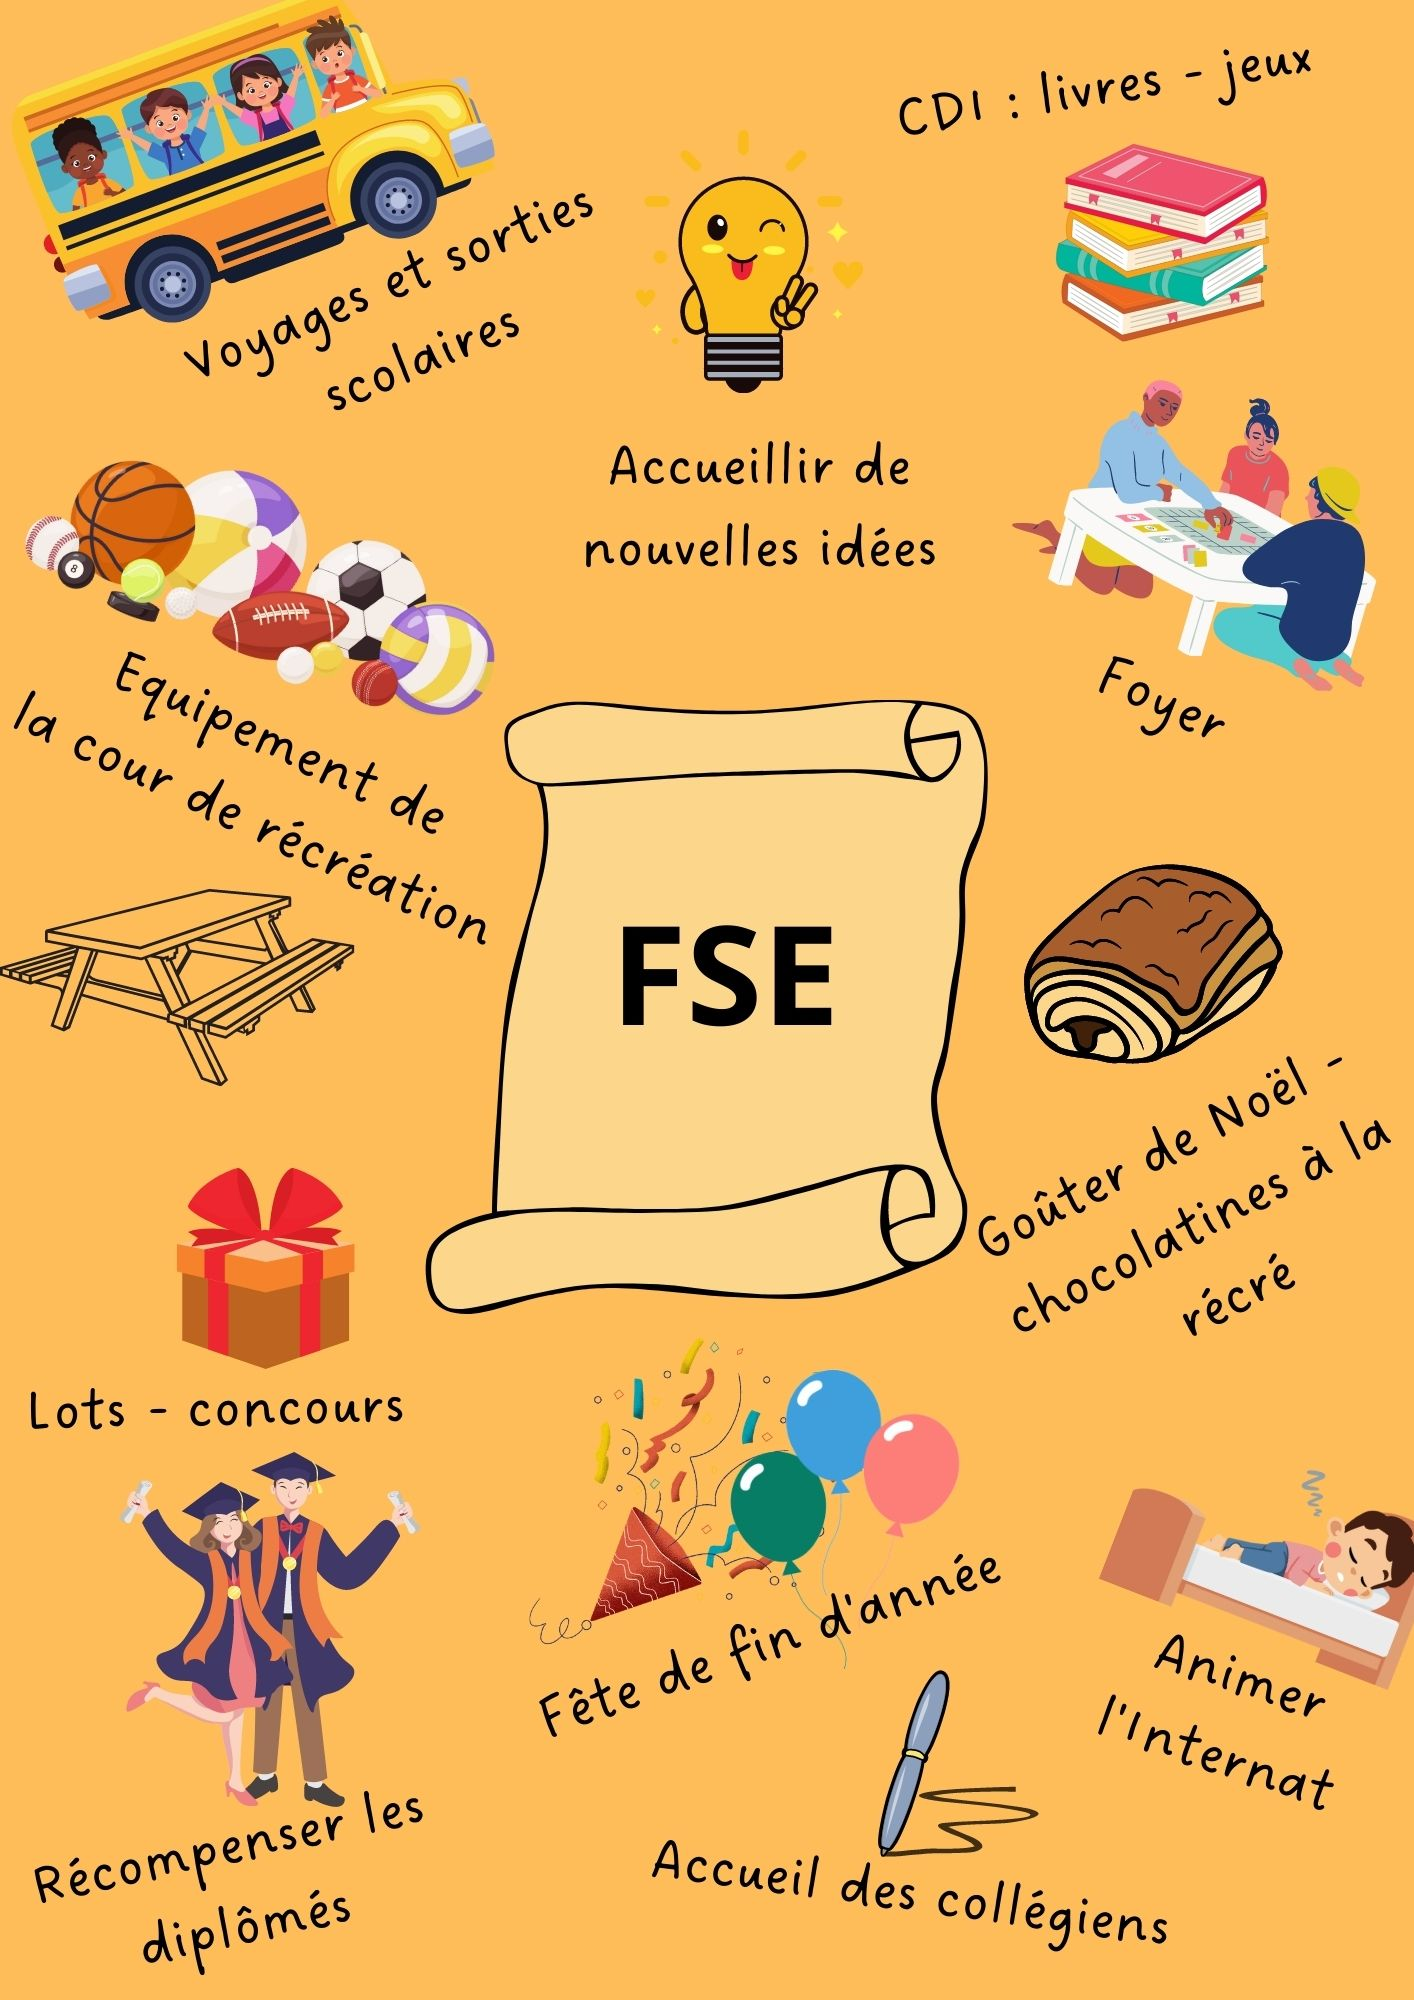 CDI : livres - jeux
Voyages et sorties
scolaires
Accueillir de
nouvelles idées
8
Equipement de
la cour de récréation
Foyer
FSE
Goûter de Noël -
chocolatines à la
récré
Lots - concours
Fête de fin d'année
Animer
l'Internat
Récompenser les
diplômés
Accueil des collégiens